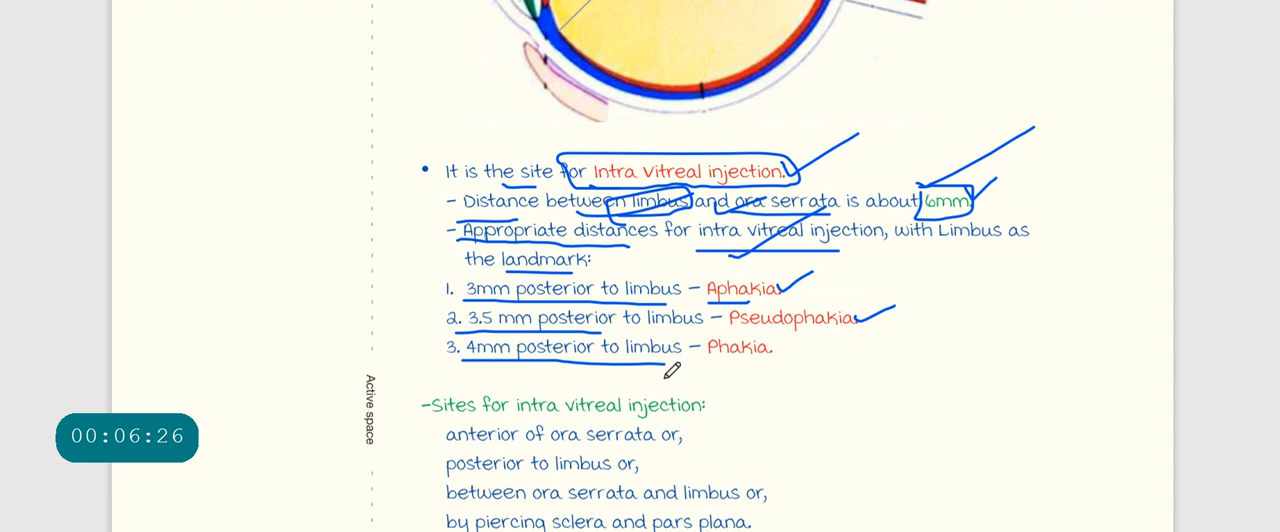 • It is the site for Intra Vitreal injection.
- Distance between limbus and ora serrata is about 6mm.
- Appropriate distances for intra vitreal injection, with Limbus as
the landmark:
1. 3mm posterior to limbus - Aphakia.
2. 3.5 mm posterior to limbus - Pseudophakia.
3. 4mm posterior to limbus - Phakia.
Active space
-Sites for intra vitreal injection:
00:06:26
anterior of ora serrata or,
posterior to limbus or,
between ora serrata and limbus or,
by piercing sclera and pars plana.